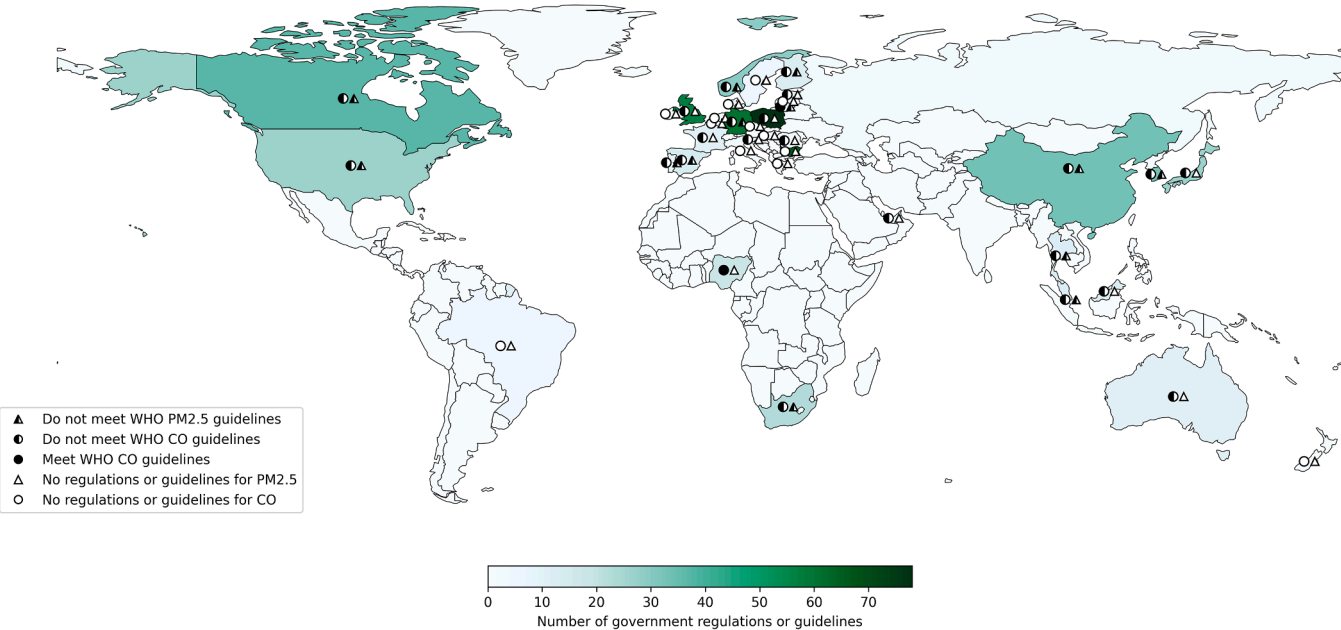 Do not meet WHO PM2.5 guidelines
Do not meet WHO CO guidelines
Meet WHO CO guidelines
No regulations or guidelines for PM2.5
No regulations or guidelines for CO
0 10 20 30 40 50 60 70
Number of government regulations or guidelines